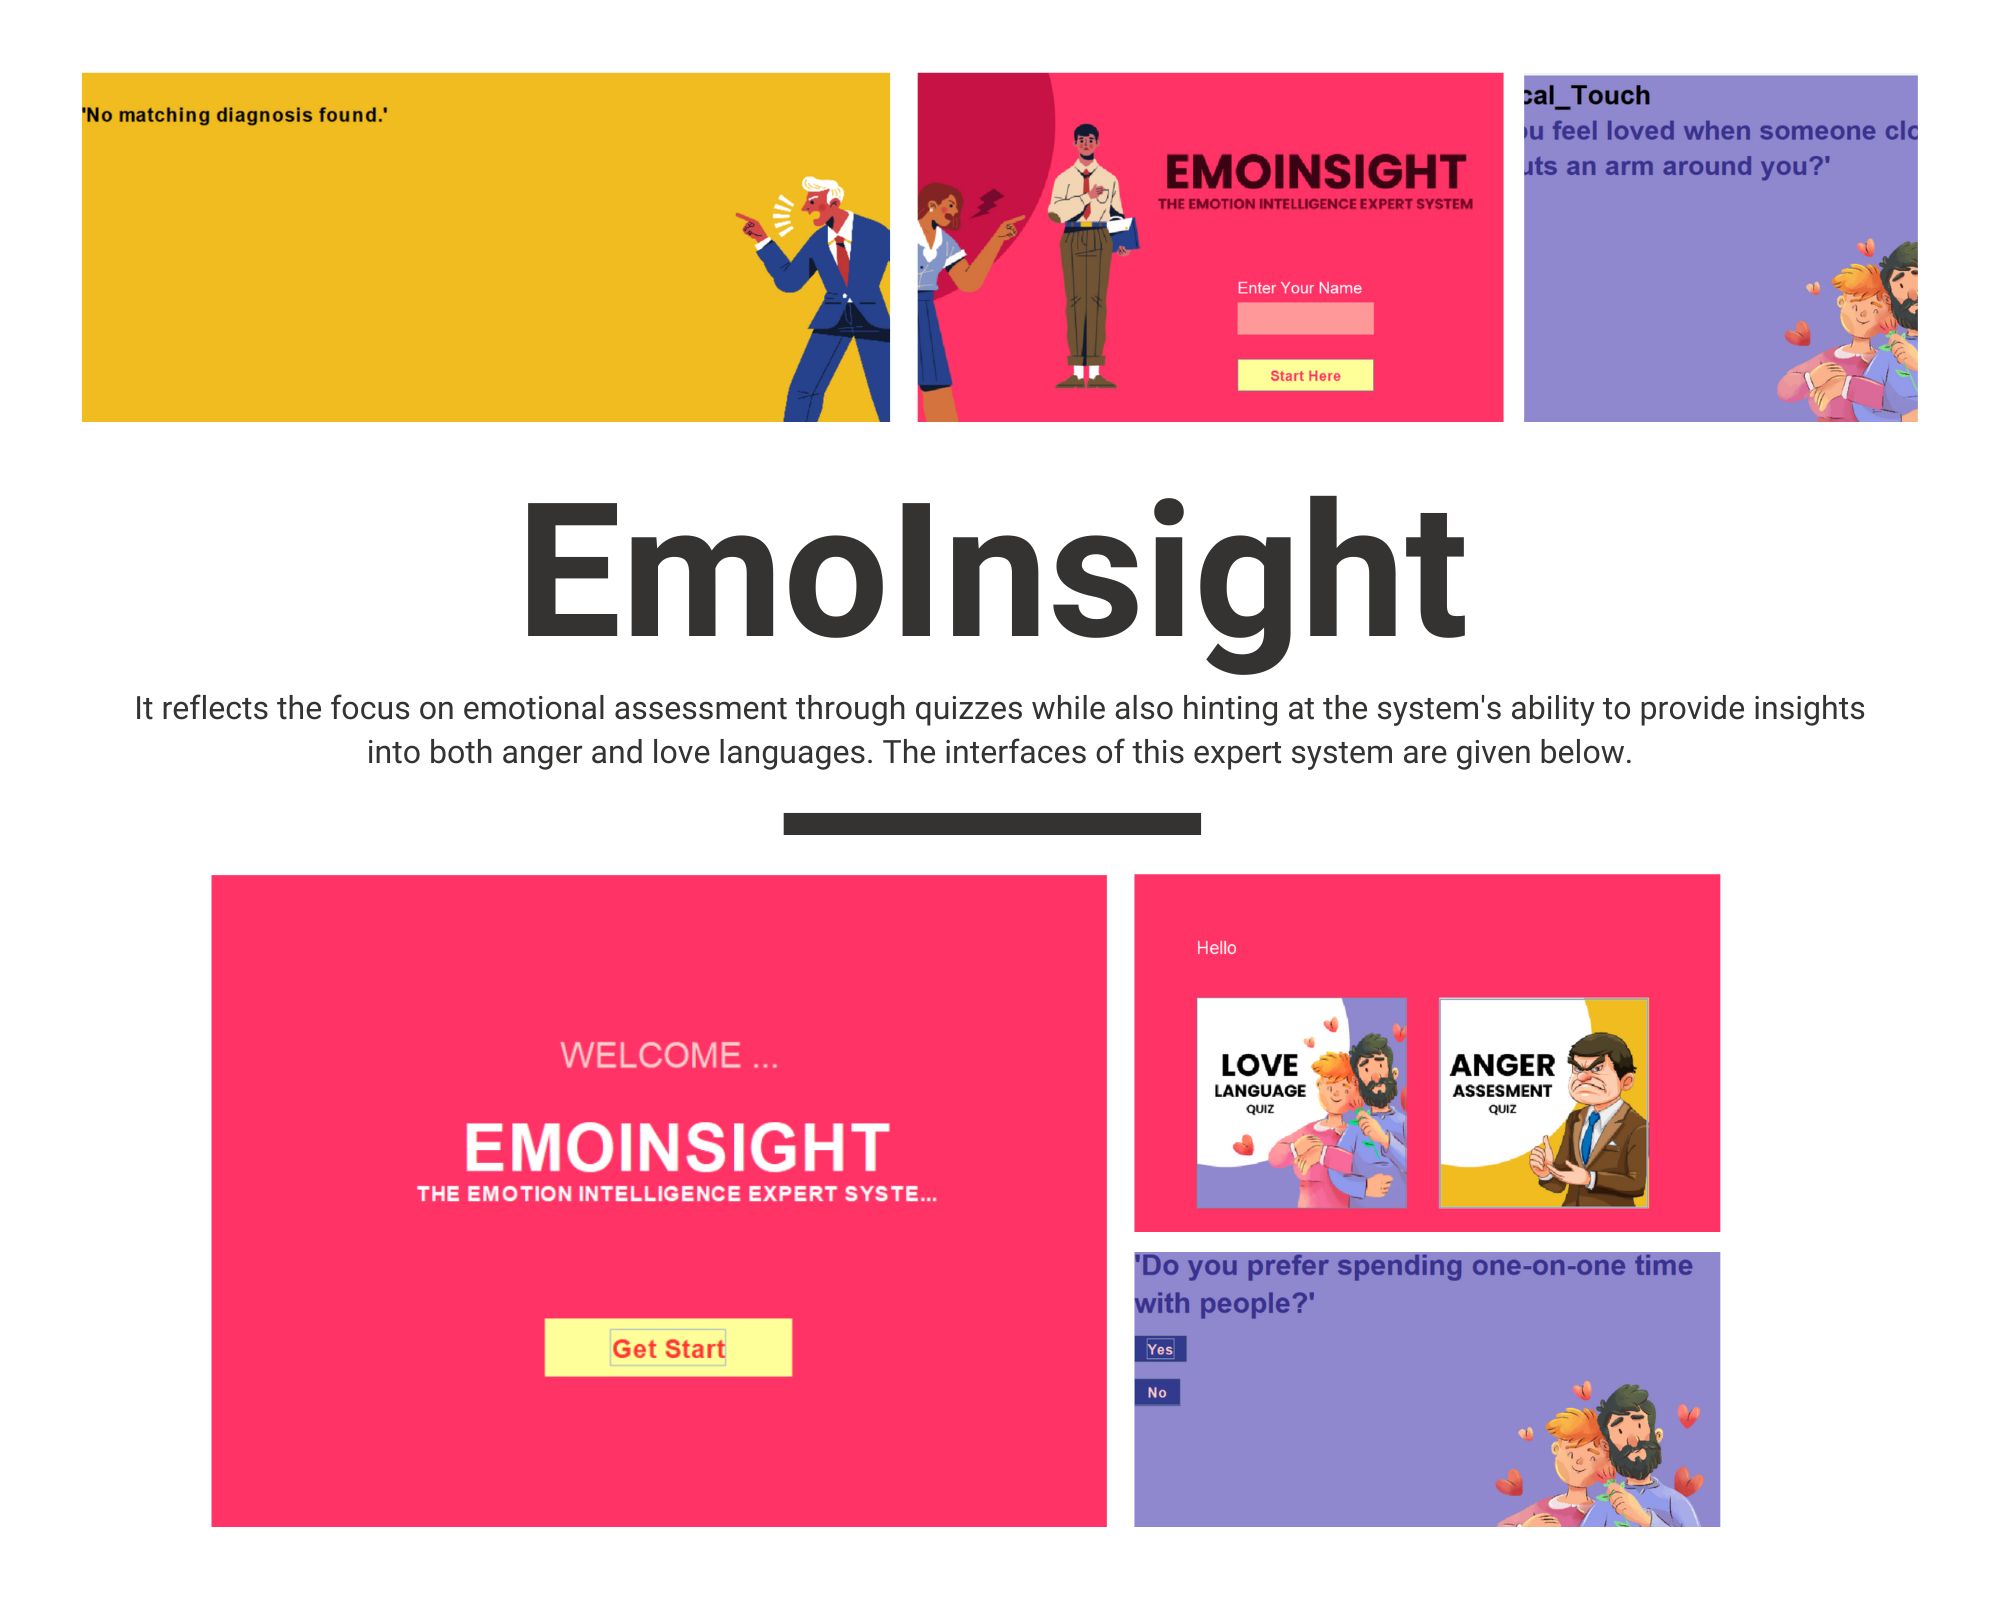 'No matching diagnosis found.'
EMOINSIGHT
THE EMOTION INTELLIGENCE EXPERT SYSTEM
Enter Your Name
Start Here
cal_Touch
ou feel loved when someone clo
uts an arm around you?'
EmoInsight
It reflects the focus on emotional assessment through quizzes while also hinting at the system's ability to provide insights
into both anger and love languages. The interfaces of this expert system are given below.
WELCOME ...
EMOINSIGHT
THE EMOTION INTELLIGENCE EXPERT SYSTE...
Get Start
Hello
LOVE
LANGUAGE
QUIZ
ANGER
ASSESMENT
QUIZ
'Do you prefer spending one-on-one time
with people?'
Yes
No